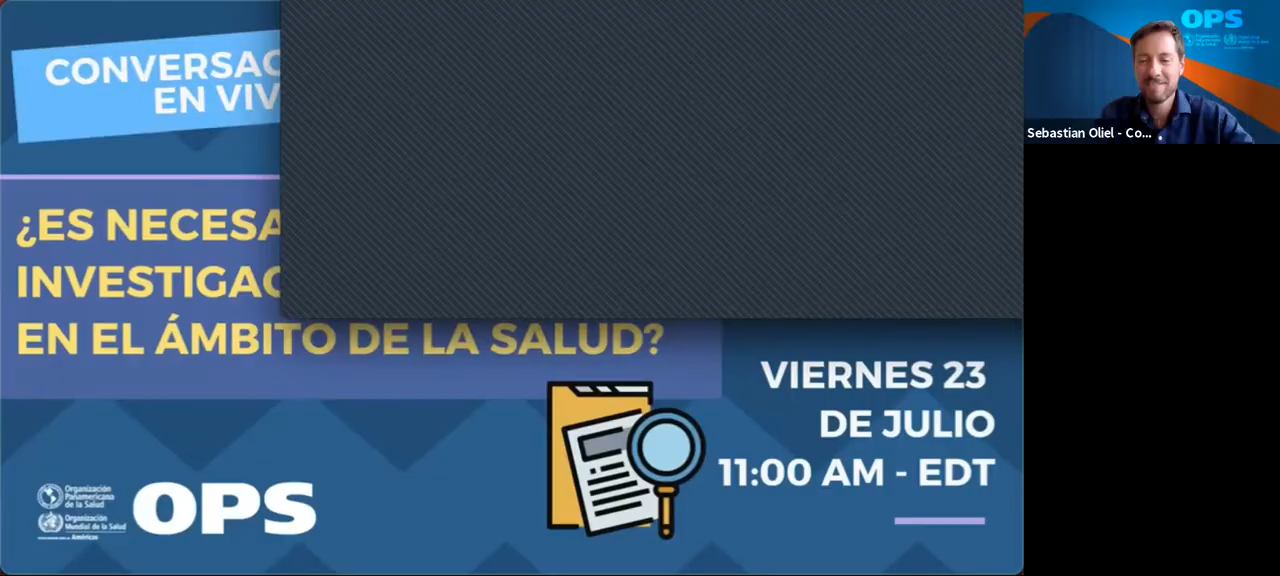 CONVERSAC
EN VIV
¿ES NECESA
INVESTIGAC
EN EL ÁMBITO DE LA SALUD?
VIERNES 23
DE JULIO
11:00 AM - EDT
Organización
Panamericana
de la Salud
Organización
Mundial de la Salud
Américas
OPS
OPS
Sebastian Oliel - Co...